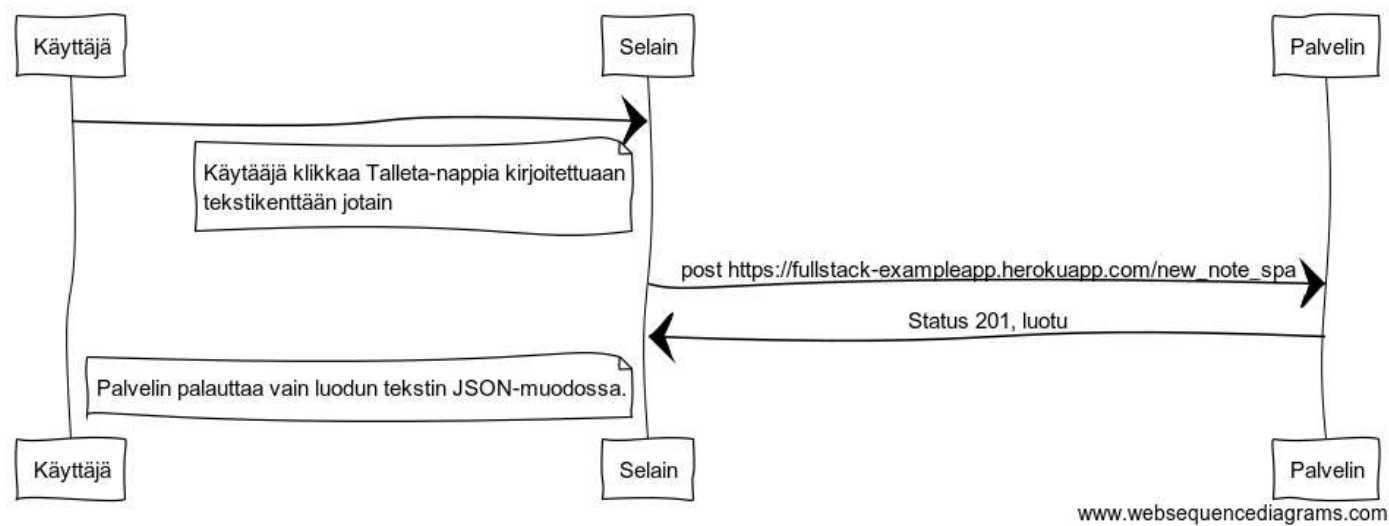 Käyttäjä
Selain
Palvelin
Käytääjä klikkaa Talleta-nappia kirjoitettuaan
tekstikenttään jotain
post https://fullstack-exampleapp.herokuapp.com/new_note_spa
Status 201, luotu
Palvelin palauttaa vain luodun tekstin JSON-muodossa.
Käyttäjä
Selain
Palvelin
www.websequencediagrams.com